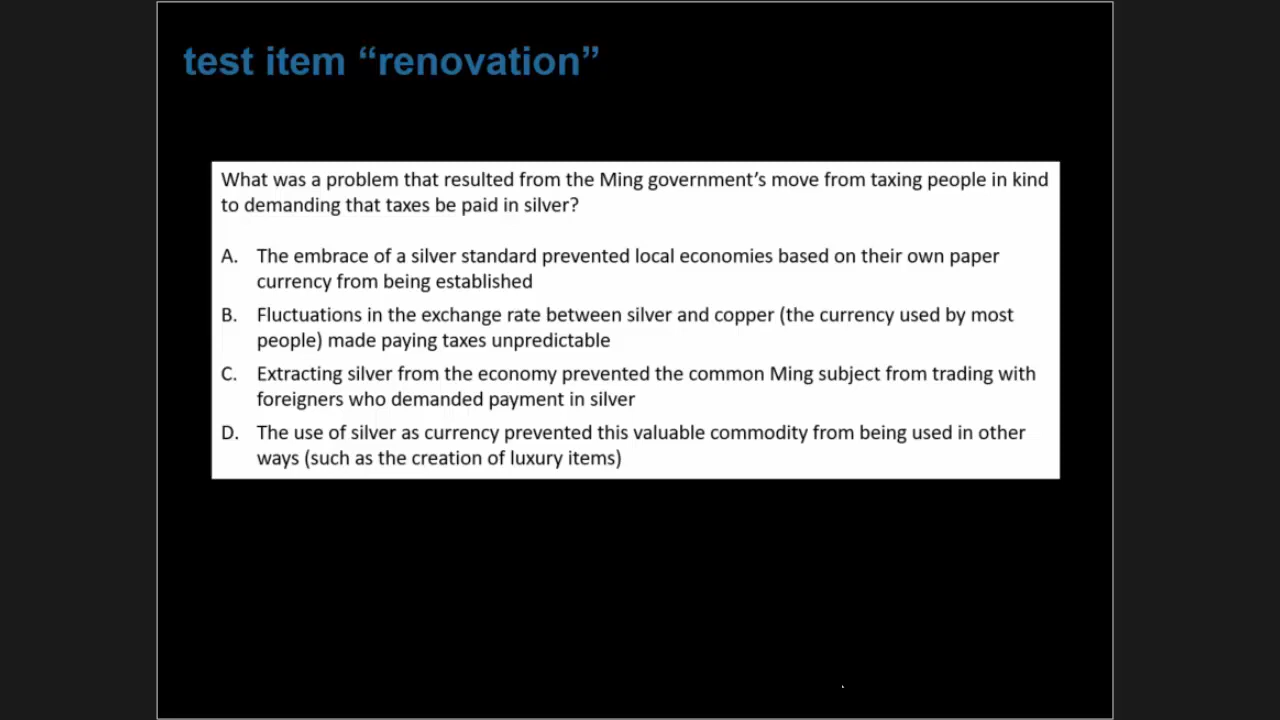 test item “renovation”
What was a problem that resulted from the Ming government’s move from taxing people in kind
to demanding that taxes be paid in silver?
A. The embrace of a silver standard prevented local economies based on their own paper
currency from being established
B. Fluctuations in the exchange rate between silver and copper (the currency used by most
people) made paying taxes unpredictable
C. Extracting silver from the economy prevented the common Ming subject from trading with
foreigners who demanded payment in silver
D. The use of silver as currency prevented this valuable commodity from being used in other
ways (such as the creation of luxury items)